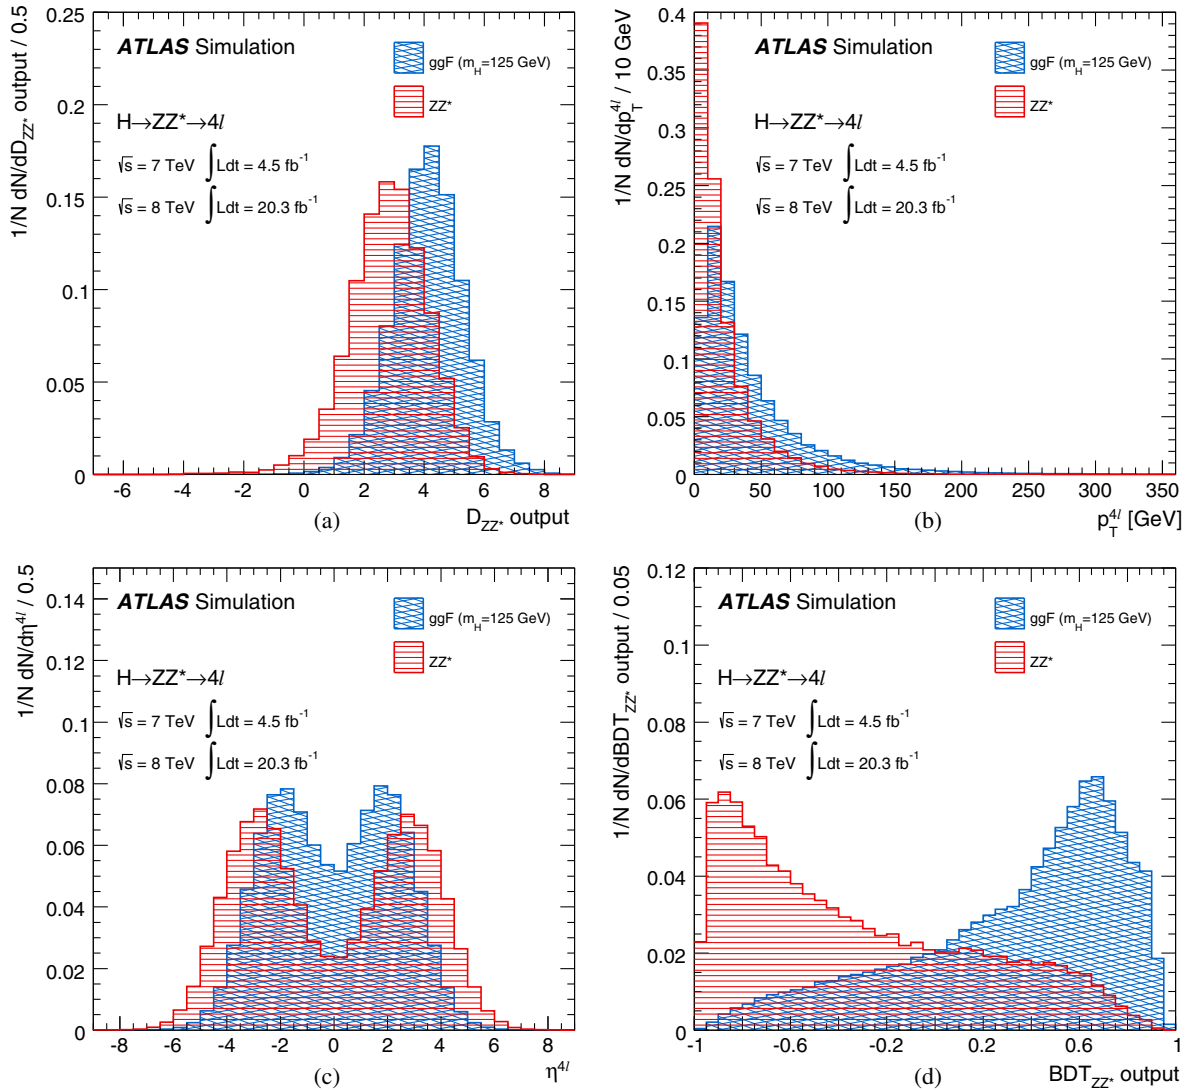 1/N dN/dD_ZZ* output / 0.5
ATLAS Simulation
ggF (m_H=125 GeV)
ZZ*
H→ZZ*→4l
√s = 7 TeV ∫Ldt = 4.5 fb⁻¹
√s = 8 TeV ∫Ldt = 20.3 fb⁻¹
0.25
0.2
0.15
0.1
0.05
0
-6 -4 -2 0 2 4 6 8
D_ZZ* output
(a)
1/N dN/dp_T^4l / 10 GeV
ATLAS Simulation
ggF (m_H=125 GeV)
ZZ*
H→ZZ*→4l
√s = 7 TeV ∫Ldt = 4.5 fb⁻¹
√s = 8 TeV ∫Ldt = 20.3 fb⁻¹
0.4
0.35
0.3
0.25
0.2
0.15
0.1
0.05
0
0 50 100 150 200 250 300 350
p_T^4l [GeV]
(b)
1/N dN/dη^4l / 0.5
ATLAS Simulation
ggF (m_H=125 GeV)
ZZ*
H→ZZ*→4l
√s = 7 TeV ∫Ldt = 4.5 fb⁻¹
√s = 8 TeV ∫Ldt = 20.3 fb⁻¹
0.14
0.12
0.1
0.08
0.06
0.04
0.02
0
-8 -6 -4 -2 0 2 4 6 8
η^4l
(c)
1/N dN/dBDT_ZZ* output / 0.05
ATLAS Simulation
ggF (m_H=125 GeV)
ZZ*
H→ZZ*→4l
√s = 7 TeV ∫Ldt = 4.5 fb⁻¹
√s = 8 TeV ∫Ldt = 20.3 fb⁻¹
0.12
0.1
0.08
0.06
0.04
0.02
0
-1 -0.6 -0.2 0.2 0.6 1
BDT_ZZ* output
(d)